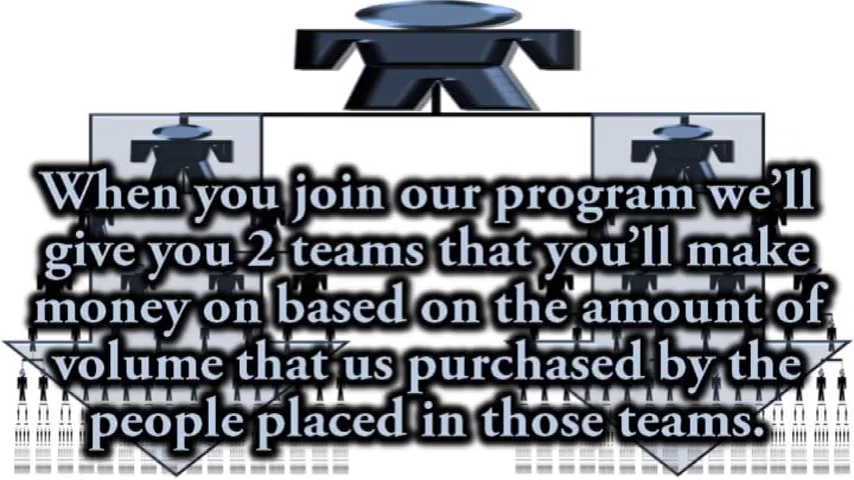 When you join our program we’ll
give you 2 teams that you’ll make
money on based on the amount of
volume that us purchased by the
people placed in those teams.